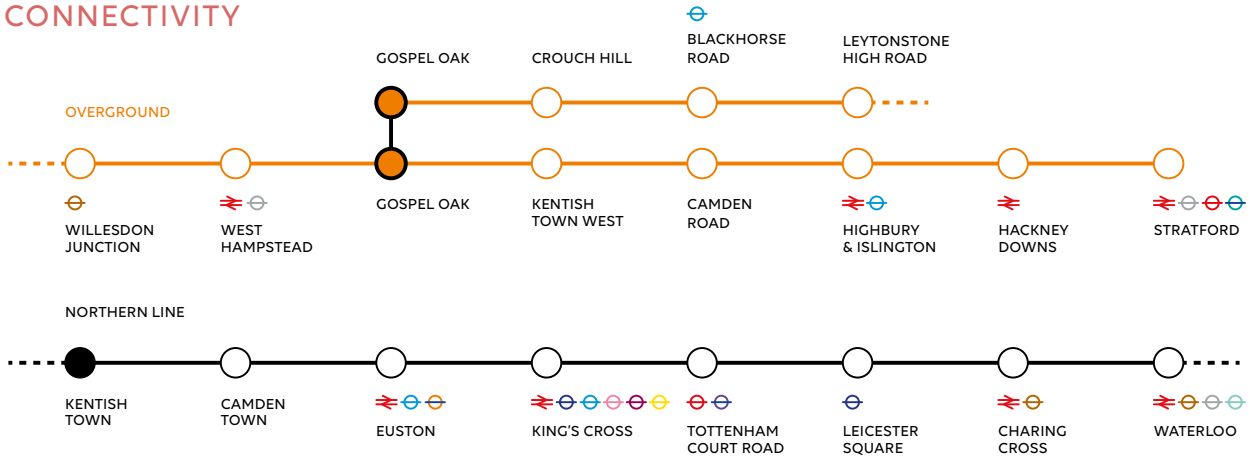 CONNECTIVITY
BLACKHORSE
ROAD
LEYTONSTONE
HIGH ROAD
GOSPEL OAK
CROUCH HILL
OVERGROUND
WILLESDON
JUNCTION
WEST
HAMPSTEAD
GOSPEL OAK
KENTISH
TOWN WEST
CAMDEN
ROAD
HIGHBURY
& ISLINGTON
HACKNEY
DOWNS
STRATFORD
NORTHERN LINE
KENTISH
TOWN
CAMDEN
TOWN
EUSTON
KING'S CROSS
TOTTENHAM
COURT ROAD
LEICESTER
SQUARE
CHARING
CROSS
WATERLOO